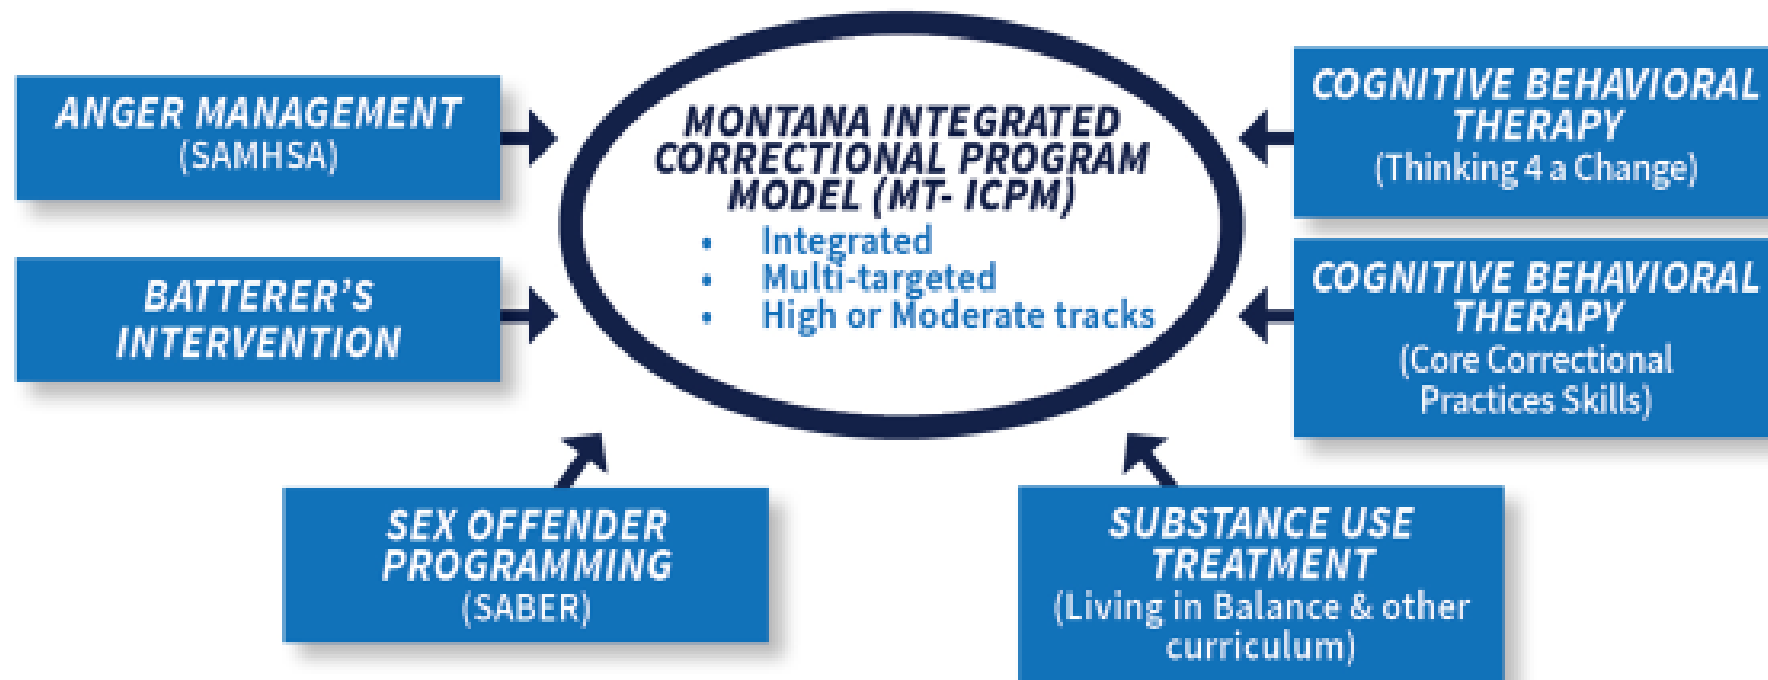 ANGER MANAGEMENT
(SAMHSA)
BATTERER'S
INTERVENTION
MONTANA INTEGRATED
CORRECTIONAL PROGRAM
MODEL (MT- ICPM)
• Integrated
• Multi-targeted
• High or Moderate tracks
COGNITIVE BEHAVIORAL
THERAPY
(Thinking 4 a Change)
COGNITIVE BEHAVIORAL
THERAPY
(Core Correctional
Practices Skills)
SEX OFFENDER
PROGRAMMING
(SABER)
SUBSTANCE USE
TREATMENT
(Living in Balance & other
curriculum)